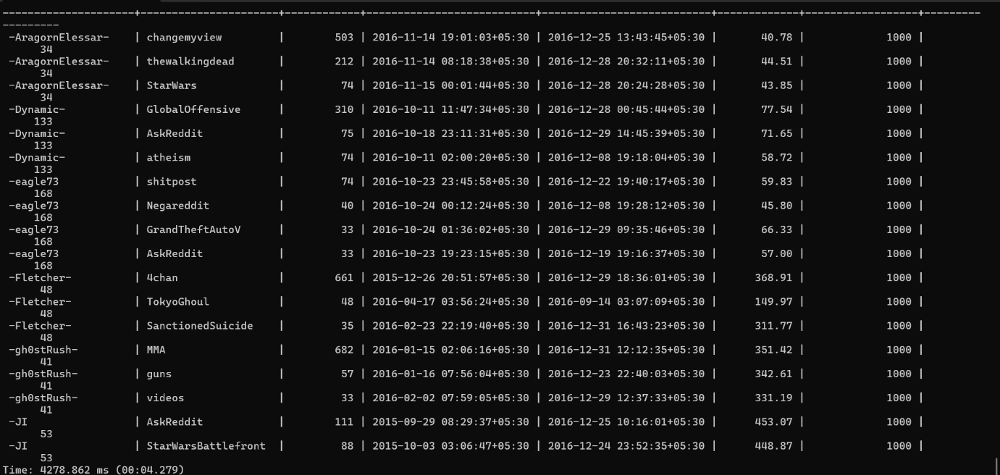 ---------------------+----------------------+------------+---------------------------+---------------------------+-------------+------------------+---------
---------
 -AragornElessar-    | changemyview         |        503 | 2016-11-14 19:01:03+05:30 | 2016-12-25 13:43:45+05:30 |       40.78 |             1000 |
      34
 -AragornElessar-    | thewalkingdead       |        212 | 2016-11-14 08:18:38+05:30 | 2016-12-28 20:32:11+05:30 |       44.51 |             1000 |
      34
 -AragornElessar-    | StarWars             |         74 | 2016-11-15 00:01:44+05:30 | 2016-12-28 20:24:28+05:30 |       43.85 |             1000 |
      34
 -Dynamic-           | GlobalOffensive      |        310 | 2016-10-11 11:47:34+05:30 | 2016-12-28 00:45:44+05:30 |       77.54 |             1000 |
     133
 -Dynamic-           | AskReddit            |         75 | 2016-10-18 23:11:31+05:30 | 2016-12-29 14:45:39+05:30 |       71.65 |             1000 |
     133
 -Dynamic-           | atheism              |         74 | 2016-10-11 02:00:20+05:30 | 2016-12-08 19:18:04+05:30 |       58.72 |             1000 |
     133
 -eagle73            | shitpost             |         74 | 2016-10-23 23:45:58+05:30 | 2016-12-22 19:40:17+05:30 |       59.83 |             1000 |
     168
 -eagle73            | Negareddit           |         40 | 2016-10-24 00:12:24+05:30 | 2016-12-08 19:28:12+05:30 |       45.80 |             1000 |
     168
 -eagle73            | GrandTheftAutoV      |         33 | 2016-10-24 01:36:02+05:30 | 2016-12-29 09:35:46+05:30 |       66.33 |             1000 |
     168
 -eagle73            | AskReddit            |         33 | 2016-10-23 19:23:15+05:30 | 2016-12-19 19:16:37+05:30 |       57.00 |             1000 |
     168
 -Fletcher-          | 4chan                |        661 | 2015-12-26 20:51:57+05:30 | 2016-12-29 18:36:01+05:30 |      368.91 |             1000 |
      48
 -Fletcher-          | TokyoGhoul           |         48 | 2016-04-17 03:56:24+05:30 | 2016-09-14 03:07:09+05:30 |      149.97 |             1000 |
      48
 -Fletcher-          | SanctionedSuicide    |         35 | 2016-02-23 22:19:40+05:30 | 2016-12-31 16:43:23+05:30 |      311.77 |             1000 |
      48
 -gh0stRush-         | MMA                  |        682 | 2016-01-15 02:06:16+05:30 | 2016-12-31 12:12:35+05:30 |      351.42 |             1000 |
      41
 -gh0stRush-         | guns                 |         57 | 2016-01-16 07:56:04+05:30 | 2016-12-23 22:40:03+05:30 |      342.61 |             1000 |
      41
 -gh0stRush-         | videos               |         33 | 2016-02-02 07:59:05+05:30 | 2016-12-29 12:37:33+05:30 |      331.19 |             1000 |
      41
 -JI                 | AskReddit            |        111 | 2015-09-29 08:29:37+05:30 | 2016-12-25 10:16:01+05:30 |      453.07 |             1000 |
      53
 -JI                 | StarWarsBattlefront  |         88 | 2015-10-03 03:06:47+05:30 | 2016-12-24 23:52:35+05:30 |      448.87 |             1000 |
      53
Time: 4278.862 ms (00:04.279)